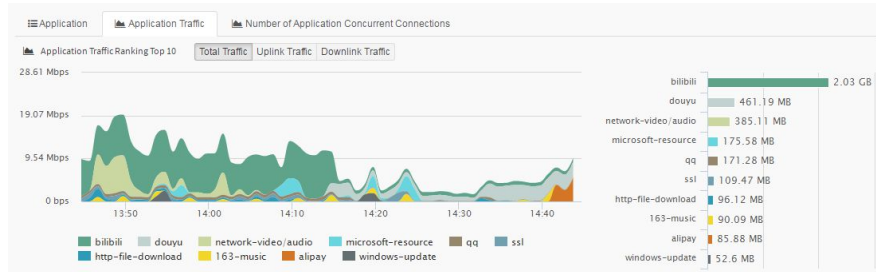 Application Application Traffic Number of Application Concurrent Connections
Application Traffic Ranking Top 10 Total Traffic Uplink Traffic Downlink Traffic
28.61 Mbps
19.07 Mbps
9.54 Mbps
0 bps
13:50 14:00 14:10 14:20 14:30 14:40
bilibili douyu network-video/audio microsoft-resource qq ssl
http-file-download 163-music alipay windows-update
bilibili 2.03 GB
douyu 461.19 MB
network-video/audio 385.11 MB
microsoft-resource 175.58 MB
qq 171.28 MB
ssl 109.47 MB
http-file-download 96.12 MB
163-music 90.09 MB
alipay 85.88 MB
windows-update 52.6 MB